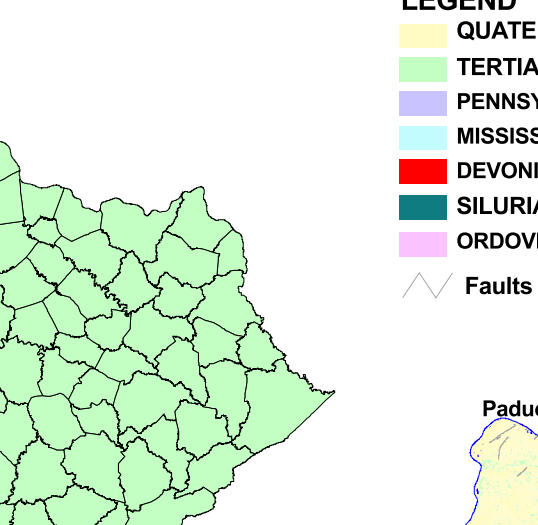 LEGEND
QUATE
TERTIA
PENNSY
MISSISS
DEVONI
SILURIA
ORDOVI
Faults
Paduc